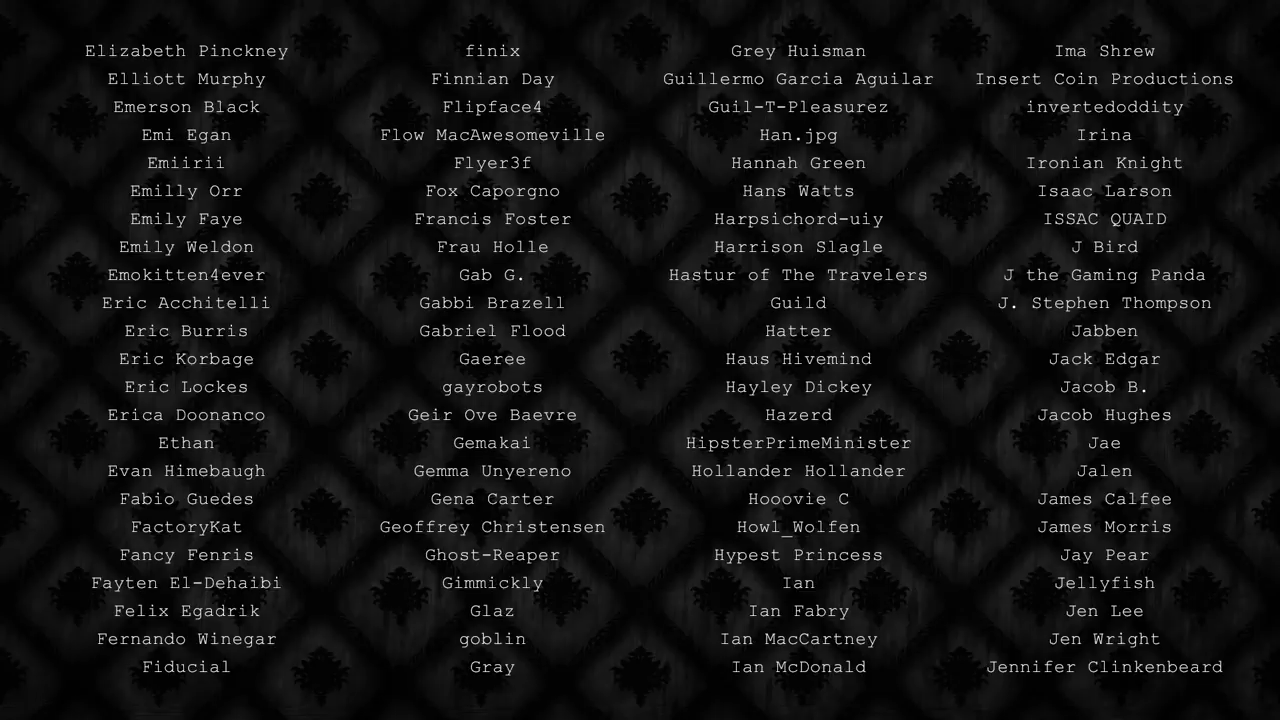 Elizabeth Pinckney
Elliott Murphy
Emerson Black
Emi Egan
Emiirii
Emilly Orr
Emily Faye
Emily Weldon
Emokitten4ever
Eric Acchitelli
Eric Burris
Eric Korbage
Eric Lockes
Erica Doonanco
Ethan
Evan Himebaugh
Fabio Guedes
FactoryKat
Fancy Fenris
Fayten El-Dehaibi
Felix Egadrik
Fernando Winegar
Fiducial
finix
Finnian Day
Flipface4
Flow MacAwesomeville
Flyer3f
Fox Caporgno
Francis Foster
Frau Holle
Gab G.
Gabbi Brazell
Gabriel Flood
Gaeree
gayrobots
Geir Ove Baevre
Gemakai
Gemma Unyereno
Gena Carter
Geoffrey Christensen
Ghost-Reaper
Gimmickly
Glaz
goblin
Gray
Grey Huisman
Guillermo Garcia Aguilar
Guil-T-Pleasurez
Han.jpg
Hannah Green
Hans Watts
Harpsichord-uiy
Harrison Slagle
Hastur of The Travelers
Guild
Hatter
Haus Hivemind
Hayley Dickey
Hazerd
HipsterPrimeMinister
Hollander Hollander
Hooovie C
Howl_Wolfen
Hypest Princess
Ian
Ian Fabry
Ian MacCartney
Ian McDonald
Ima Shrew
Insert Coin Productions
invertedoddity
Irina
Ironian Knight
Isaac Larson
ISSAC QUAID
J Bird
J the Gaming Panda
J. Stephen Thompson
Jabben
Jack Edgar
Jacob B.
Jacob Hughes
Jae
Jalen
James Calfee
James Morris
Jay Pear
Jellyfish
Jen Lee
Jen Wright
Jennifer Clinkenbeard